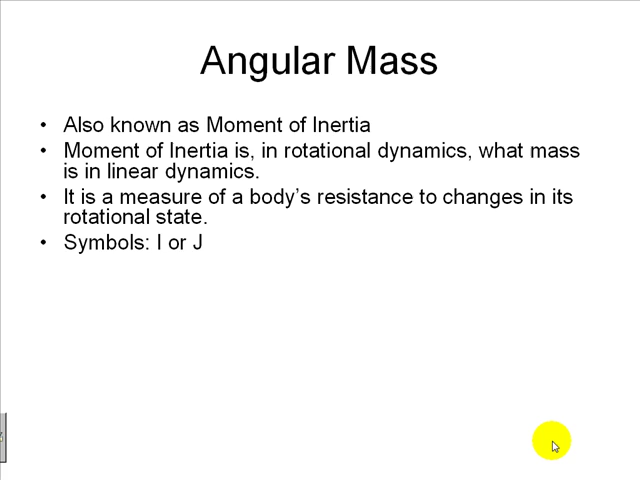 Angular Mass
• Also known as Moment of Inertia
• Moment of Inertia is, in rotational dynamics, what mass
is in linear dynamics.
• It is a measure of a body's resistance to changes in its
rotational state.
• Symbols: I or J